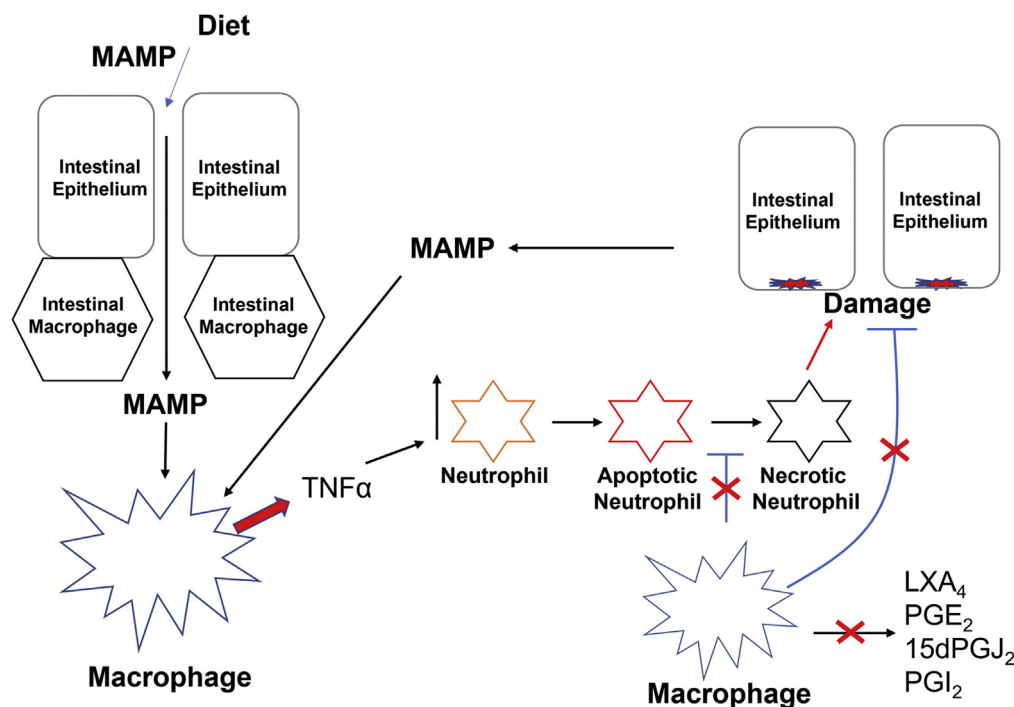 Diet
MAMP
Intestinal
Epithelium
Intestinal
Epithelium
Intestinal
Macrophage
Intestinal
Macrophage
MAMP
Macrophage
TNFα
MAMP
Neutrophil
Apoptotic
Neutrophil
Necrotic
Neutrophil
Intestinal
Epithelium
Intestinal
Epithelium
Damage
Macrophage
LXA₄
PGE₂
15dPGJ₂
PGI₂